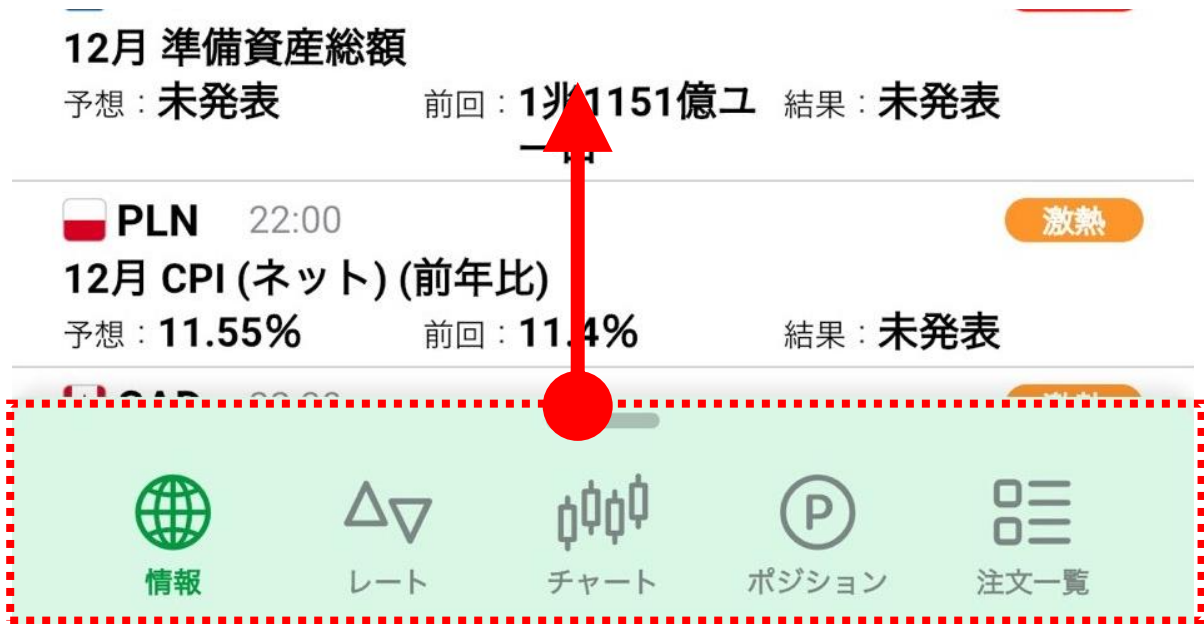 12月 準備資産総額
予想：未発表 前回：1兆1151億ユ 結果：未発表
PLN 22:00 激熱
12月 CPI (ネット) (前年比)
予想：11.55% 前回：11.4% 結果：未発表
P
情報 レート チャート ポジション 注文一覧